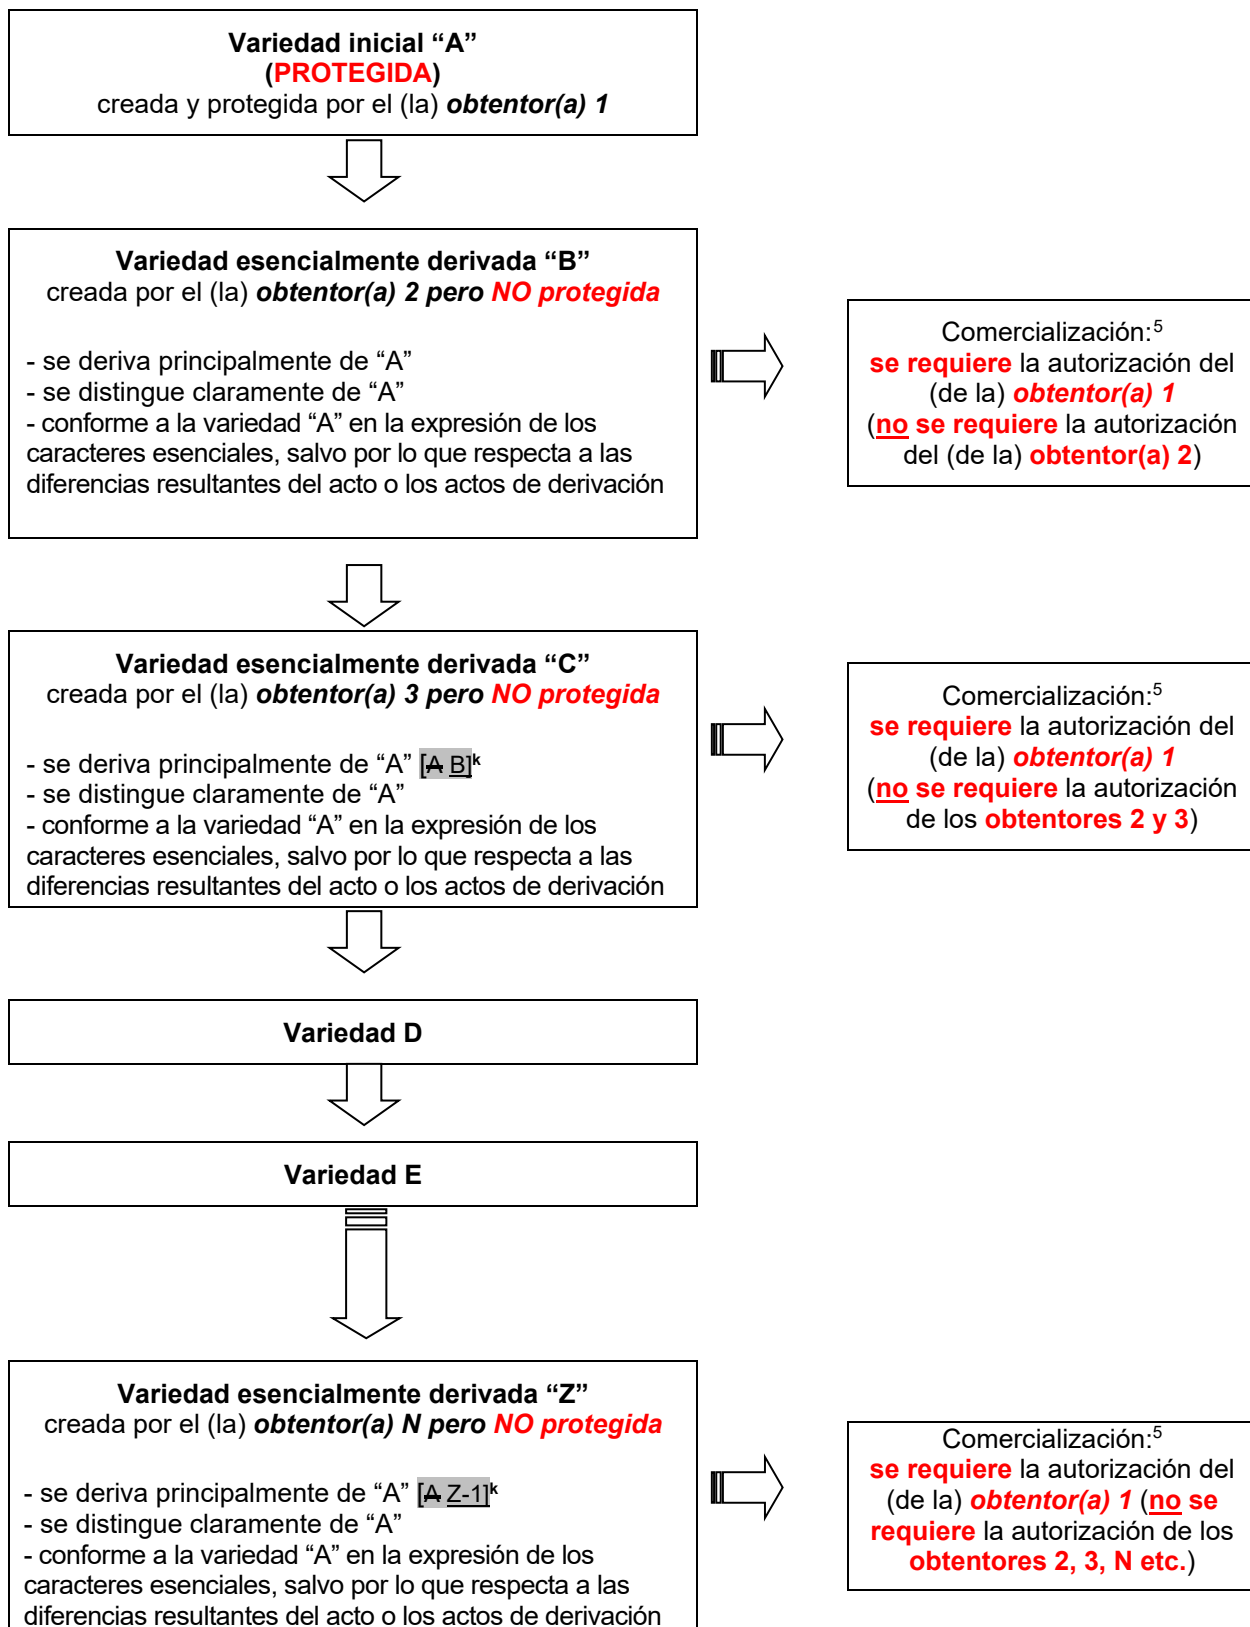 Variedad inicial “A”
(PROTEGIDA)
creada y protegida por el (la) obtentor(a) 1
Variedad esencialmente derivada “B”
creada por el (la) obtentor(a) 2 pero NO protegida
- se deriva principalmente de “A”
- se distingue claramente de “A”
- conforme a la variedad “A” en la expresión de los
caracteres esenciales, salvo por lo que respecta a las
diferencias resultantes del acto o los actos de derivación
Comercialización:5
se requiere la autorización del
(de la) obtentor(a) 1
(no se requiere la autorización
del (de la) obtentor(a) 2)
Variedad esencialmente derivada “C”
creada por el (la) obtentor(a) 3 pero NO protegida
- se deriva principalmente de “A” [A B]k
- se distingue claramente de “A”
- conforme a la variedad “A” en la expresión de los
caracteres esenciales, salvo por lo que respecta a las
diferencias resultantes del acto o los actos de derivación
Comercialización:5
se requiere la autorización del
(de la) obtentor(a) 1
(no se requiere la autorización
de los obtentores 2 y 3)
Variedad D
Variedad E
Variedad esencialmente derivada “Z”
creada por el (la) obtentor(a) N pero NO protegida
- se deriva principalmente de “A” [A Z-1]k
- se distingue claramente de “A”
- conforme a la variedad “A” en la expresión de los
caracteres esenciales, salvo por lo que respecta a las
diferencias resultantes del acto o los actos de derivación
Comercialización:5
se requiere la autorización del
(de la) obtentor(a) 1 (no se
requiere la autorización de los
obtentores 2, 3, N etc.)